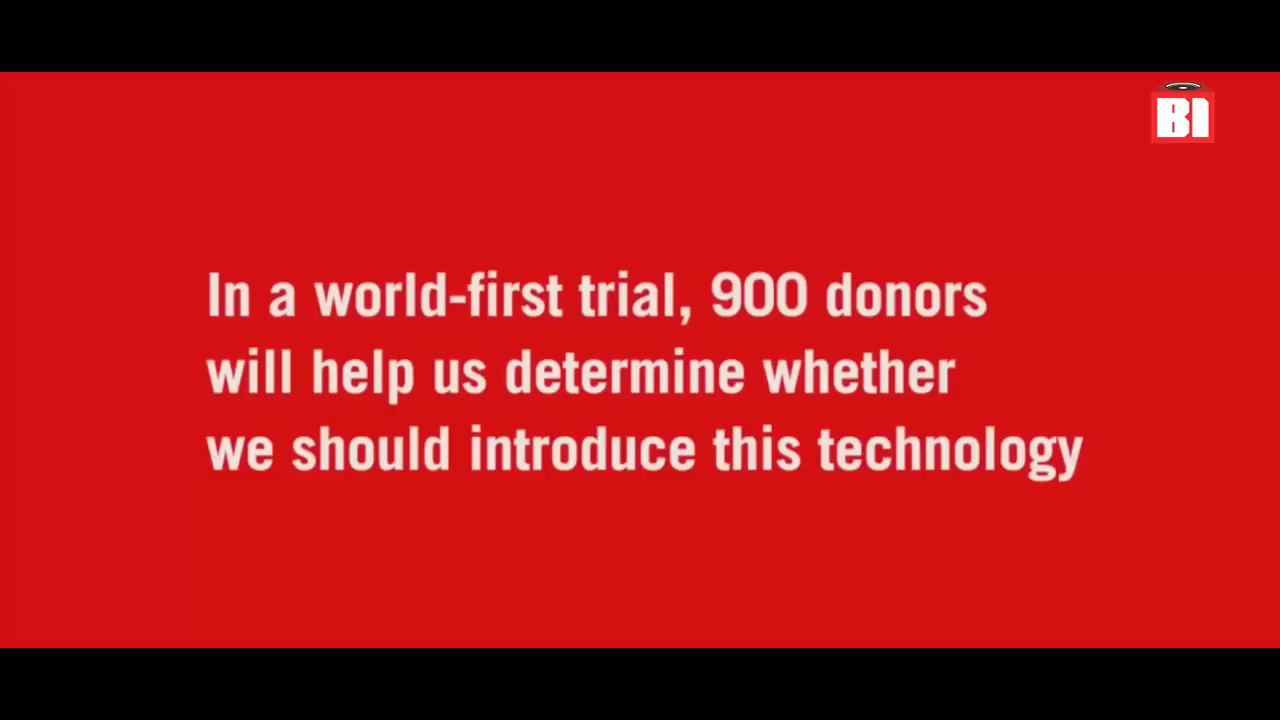 BI
In a world-first trial, 900 donors
will help us determine whether
we should introduce this technology